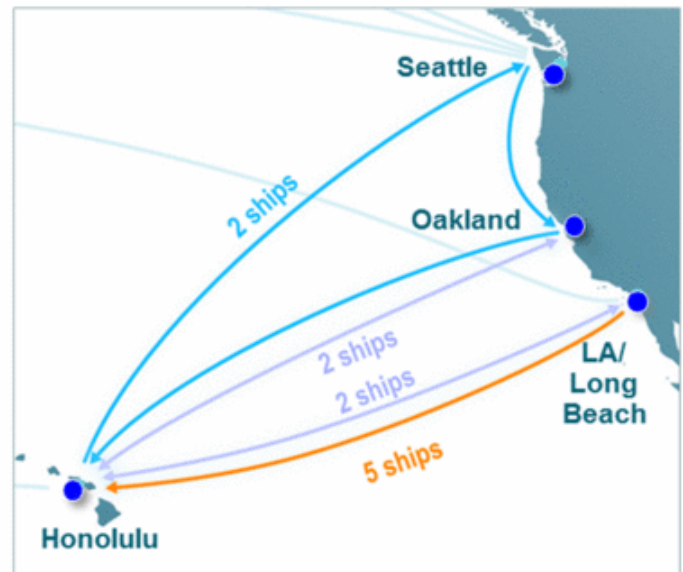 Seattle
2 ships
Oakland
2 ships
2 ships
LA/
Long
Beach
5 ships
Honolulu